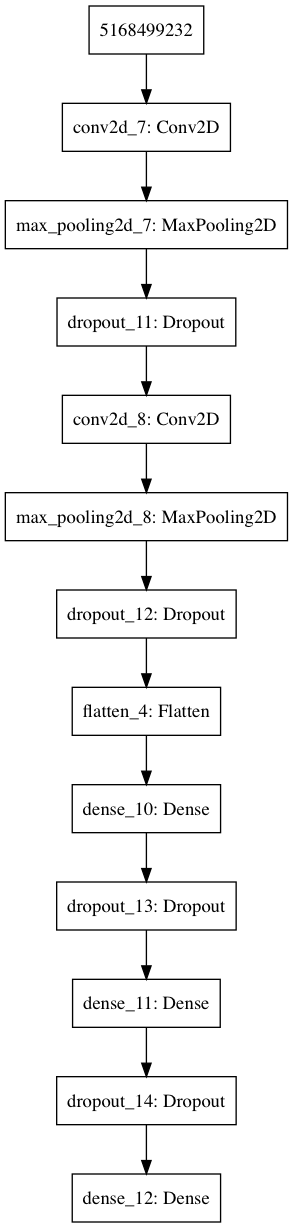 5168499232
conv2d_7: Conv2D
max_pooling2d_7: MaxPooling2D
dropout_11: Dropout
conv2d_8: Conv2D
max_pooling2d_8: MaxPooling2D
dropout_12: Dropout
flatten_4: Flatten
dense_10: Dense
dropout_13: Dropout
dense_11: Dense
dropout_14: Dropout
dense_12: Dense